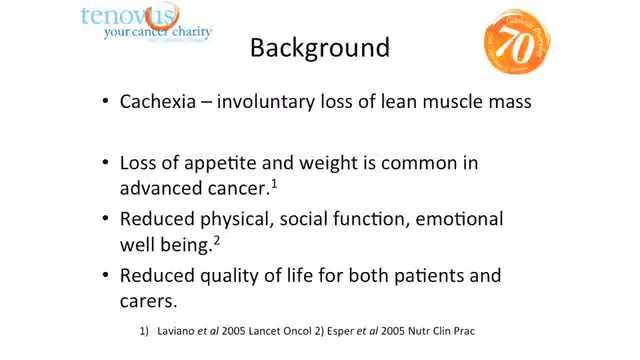 tenovus
your cancer charity
Background
70
• Cachexia – involuntary loss of lean muscle mass
• Loss of appetite and weight is common in
advanced cancer.1
• Reduced physical, social function, emotional
well being.2
• Reduced quality of life for both patients and
carers.
1) Laviano et al 2005 Lancet Oncol 2) Esper et al 2005 Nutr Clin Prac